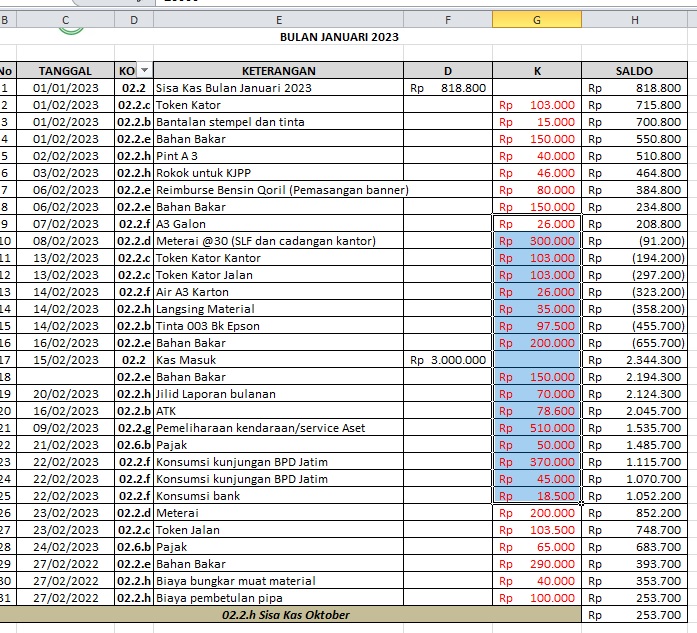 B C D E F G H
BULAN JANUARI 2023
No TANGGAL KO KETERANGAN D K SALDO
1 01/01/2023 02.2 Sisa Kas Bulan Januari 2023 Rp 818.800 Rp 818.800
2 01/02/2023 02.2.c Token Kator Rp 103.000 Rp 715.800
3 01/02/2023 02.2.b Bantalan stempel dan tinta Rp 15.000 Rp 700.800
4 01/02/2023 02.2.e Bahan Bakar Rp 150.000 Rp 550.800
5 02/02/2023 02.2.h Pint A 3 Rp 40.000 Rp 510.800
6 03/02/2023 02.2.h Rokok untuk KJPP Rp 46.000 Rp 464.800
7 06/02/2023 02.2.e Reimburse Bensin Qoril (Pemasangan banner) Rp 80.000 Rp 384.800
8 06/02/2023 02.2.e Bahan Bakar Rp 150.000 Rp 234.800
9 07/02/2023 02.2.f A3 Galon Rp 26.000 Rp 208.800
10 08/02/2023 02.2.d Meterai @30 (SLF dan cadangan kantor) Rp 300.000 Rp (91.200)
11 13/02/2023 02.2.c Token Kator Kantor Rp 103.000 Rp (194.200)
12 13/02/2023 02.2.c Token Kator Jalan Rp 103.000 Rp (297.200)
13 14/02/2023 02.2.f Air A3 Karton Rp 26.000 Rp (323.200)
14 14/02/2023 02.2.h Langsing Material Rp 35.000 Rp (358.200)
15 14/02/2023 02.2.b Tinta 003 Bk Epson Rp 97.500 Rp (455.700)
16 14/02/2023 02.2.e Bahan Bakar Rp 200.000 Rp (655.700)
17 15/02/2023 02.2 Kas Masuk Rp 3.000.000 Rp 2.344.300
18 02.2.e Bahan Bakar Rp 150.000 Rp 2.194.300
19 20/02/2023 02.2.h Jilid Laporan bulanan Rp 70.000 Rp 2.124.300
20 16/02/2023 02.2.b ATK Rp 78.600 Rp 2.045.700
21 09/02/2023 02.2.g Pemeliharaan kendaraan/service Aset Rp 510.000 Rp 1.535.700
22 21/02/2023 02.6.b Pajak Rp 50.000 Rp 1.485.700
23 22/02/2023 02.2.f Konsumsi kunjungan BPD Jatim Rp 370.000 Rp 1.115.700
24 22/02/2023 02.2.f Konsumsi kunjungan BPD Jatim Rp 45.000 Rp 1.070.700
25 22/02/2023 02.2.f Konsumsi bank Rp 18.500 Rp 1.052.200
26 23/02/2023 02.2.d Meterai Rp 200.000 Rp 852.200
27 23/02/2023 02.2.c Token Jalan Rp 103.500 Rp 748.700
28 24/02/2023 02.6.b Pajak Rp 65.000 Rp 683.700
29 27/02/2022 02.2.e Bahan Bakar Rp 290.000 Rp 393.700
30 27/02/2022 02.2.h Biaya bungkar muat material Rp 40.000 Rp 353.700
31 27/02/2022 02.2.h Biaya pembetulan pipa Rp 100.000 Rp 253.700
02.2.h Sisa Kas Oktober Rp 253.700